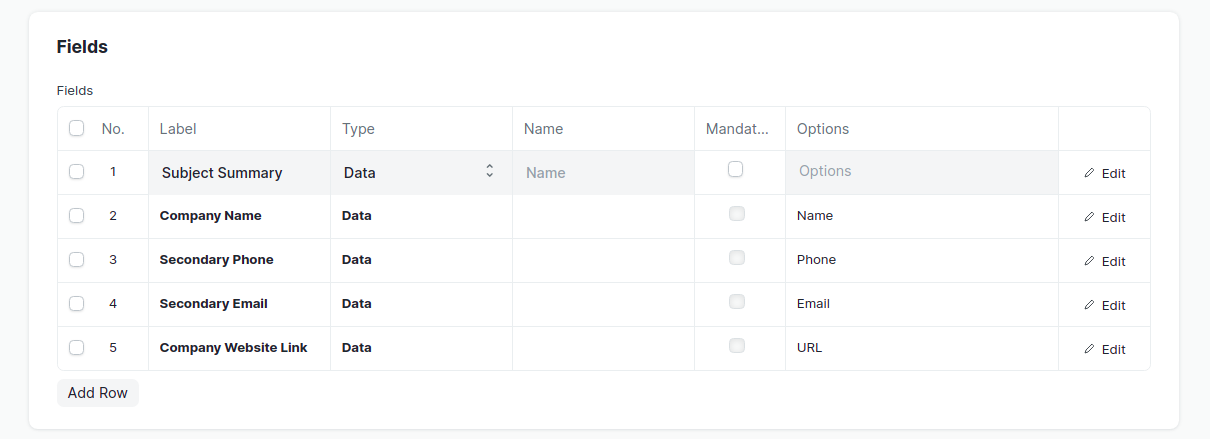 Fields
Fields
No. Label Type Name Mandat... Options
1 Subject Summary Data Name Options Edit
2 Company Name Data Name Edit
3 Secondary Phone Data Phone Edit
4 Secondary Email Data Email Edit
5 Company Website Link Data URL Edit
Add Row